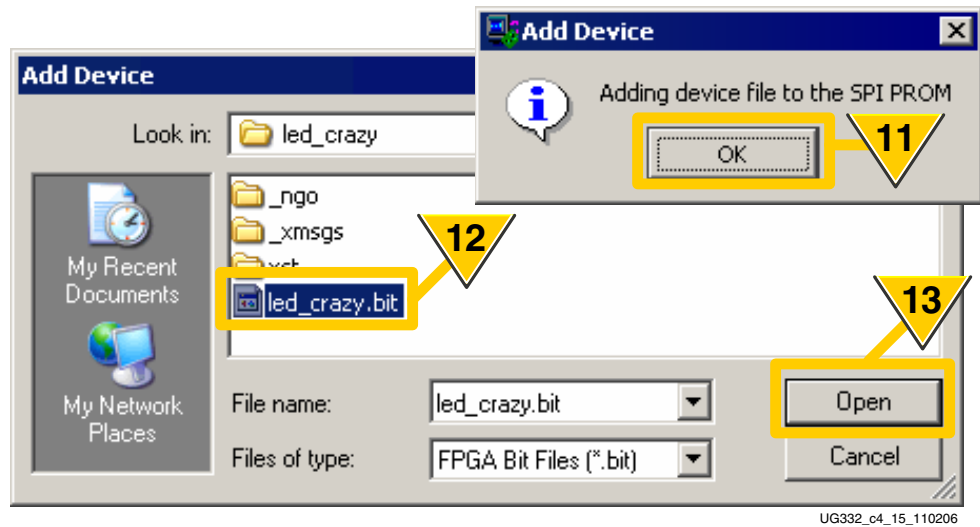 Add Device
Adding device file to the SPI PROM
OK
11
Add Device
Look in:
led_crazy
_ngo
_xmsgs
xst
led_crazy.bit
12
My Recent
Documents
My Network
Places
13
File name:
led_crazy.bit
Open
Files of type:
FPGA Bit Files (*.bit)
Cancel
UG332_c4_15_110206